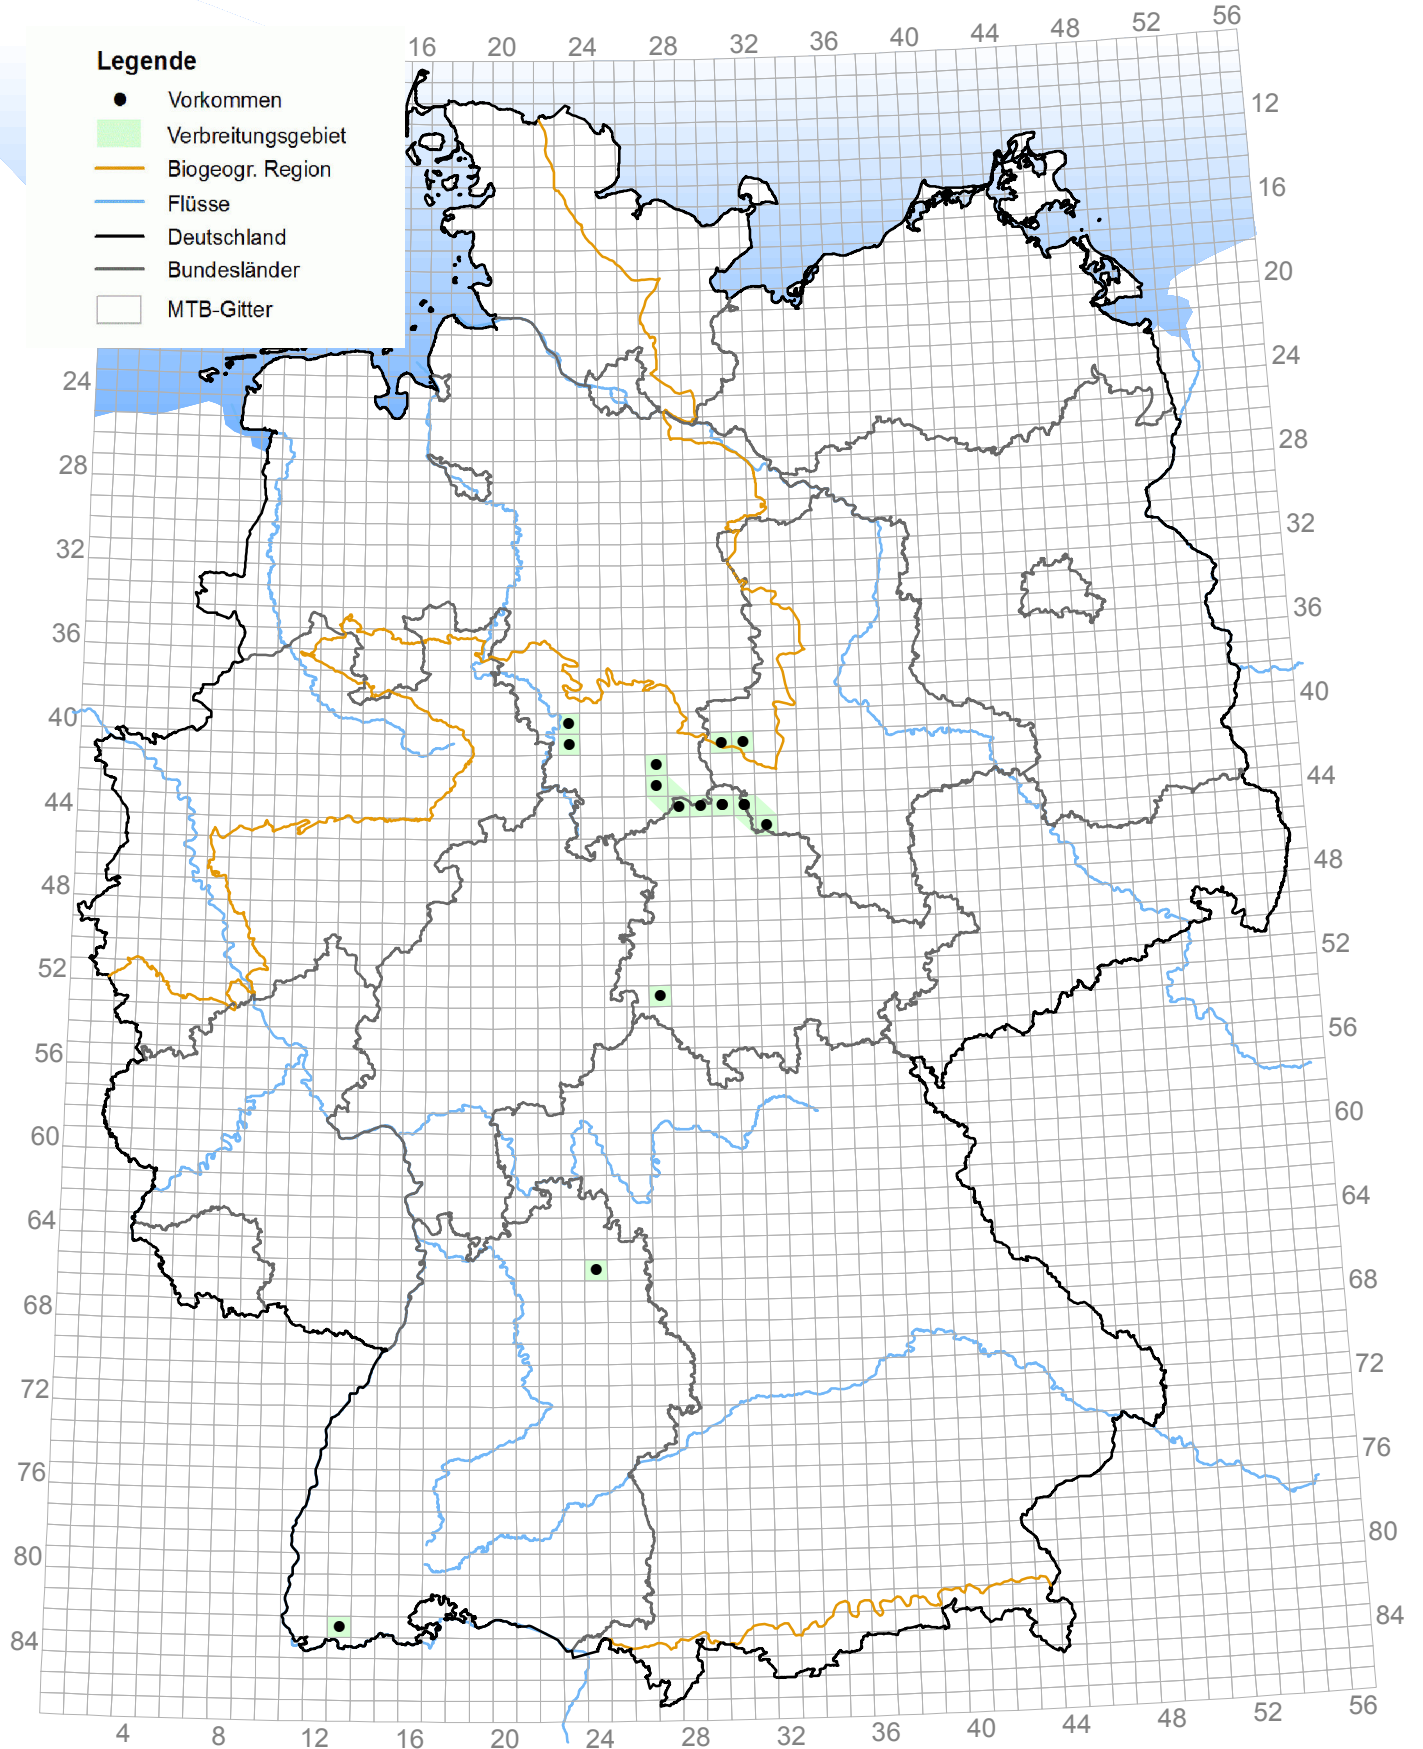 Legende
Vorkommen
Verbreitungsgebiet
Biogeogr. Region
Flüsse
Deutschland
Bundesländer
MTB-Gitter
16 20 24 28 32 36 40 44 48 52 56
12
16
20
24 24
28 28
32 32
36 36
40 40
44 44
48 48
52 52
56 56
60 60
64 64
68 68
72 72
76 76
80 80
84 84
4 8 12 16 20 24 28 32 36 40 44 48 52 56